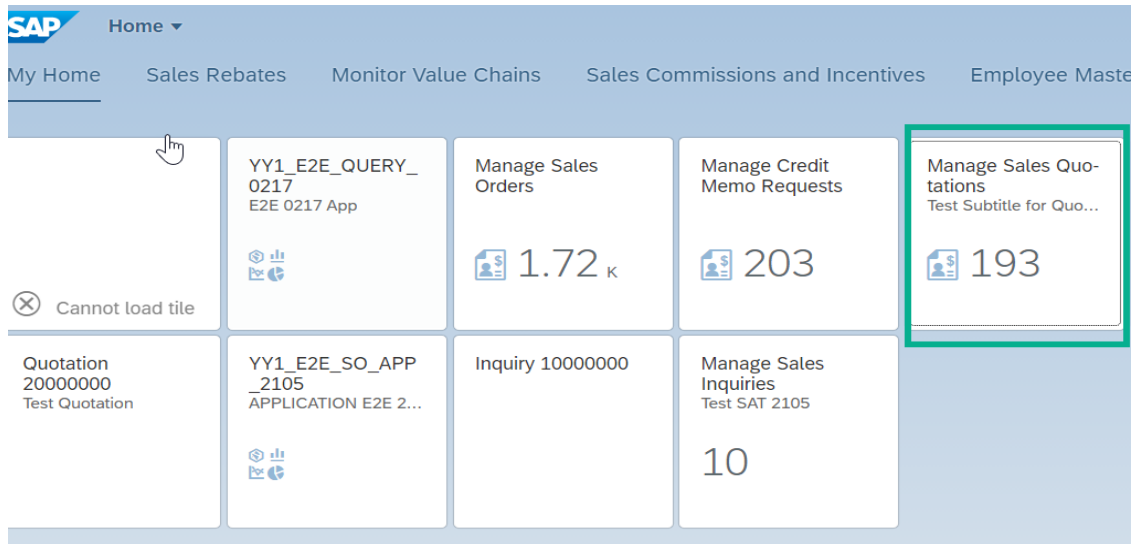 SAP
Home
My Home Sales Rebates Monitor Value Chains Sales Commissions and Incentives Employee Maste
Cannot load tile
YY1_E2E_QUERY_
0217
E2E 0217 App
Manage Sales
Orders
1.72 K
Manage Credit
Memo Requests
203
Manage Sales Quo-
tations
Test Subtitle for Quo...
193
Quotation
20000000
Test Quotation
YY1_E2E_SO_APP
_2105
APPLICATION E2E 2...
Inquiry 10000000
Manage Sales
Inquiries
Test SAT 2105
10